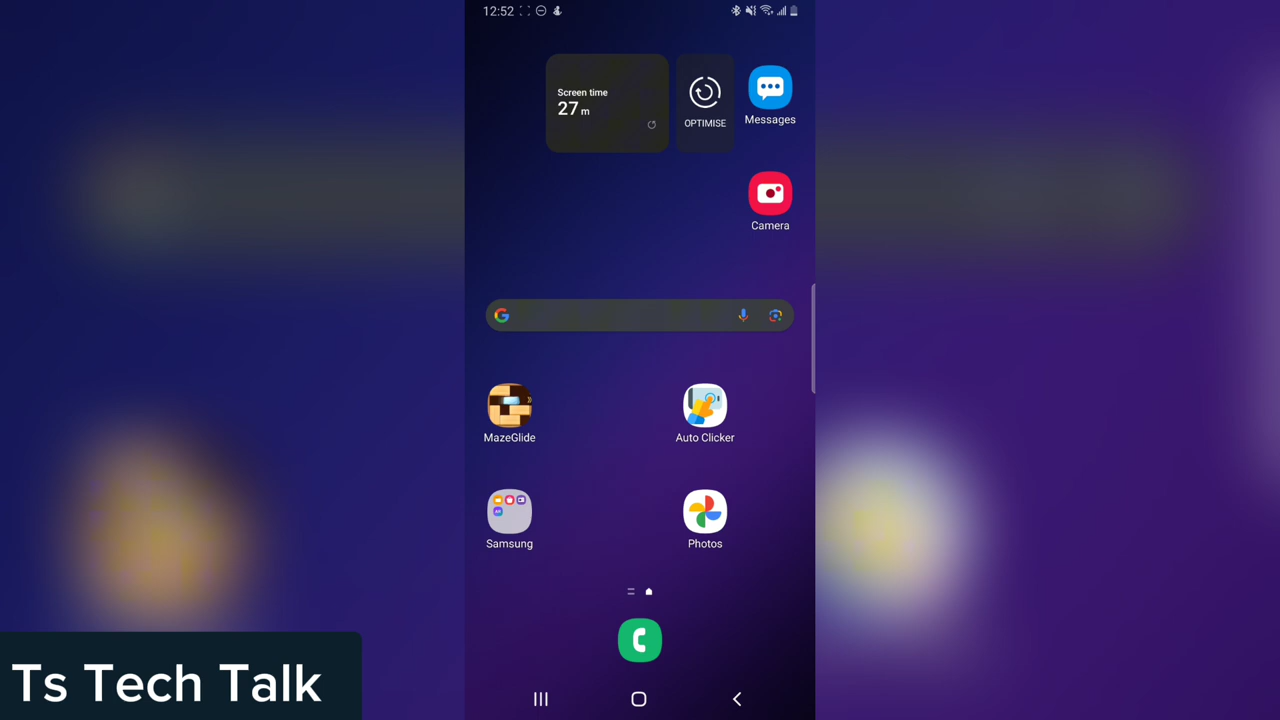 12:52
Screen time
27 m
OPTIMISE
Messages
Camera
MazeGlide
Auto Clicker
Samsung
Photos
Ts Tech Talk